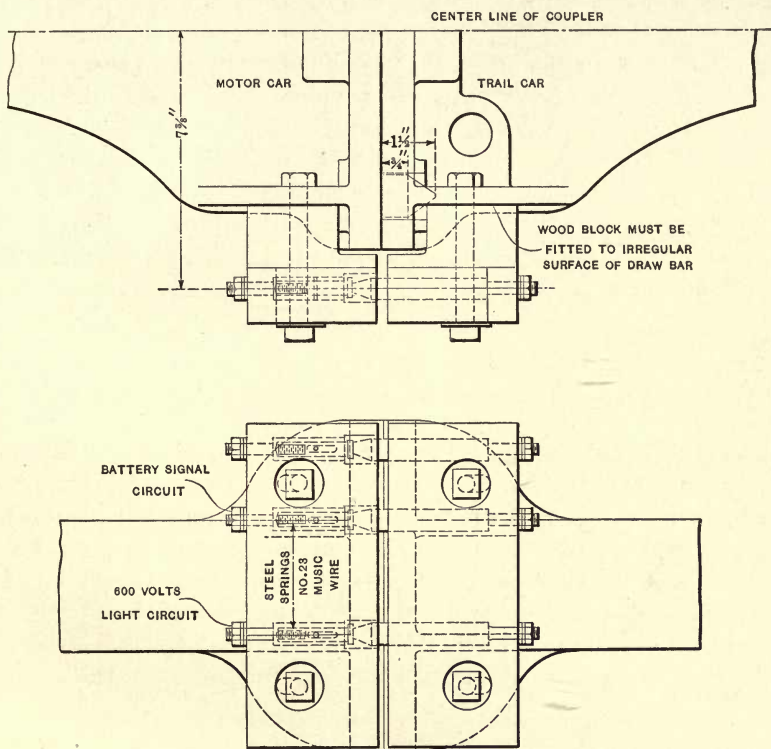 CENTER LINE OF COUPLER
MOTOR CAR
TRAIL CAR
7⅞"
1½"
¾"
WOOD BLOCK MUST BE
FITTED TO IRREGULAR
SURFACE OF DRAW BAR
BATTERY SIGNAL
CIRCUIT
STEEL
SPRINGS
NO.23
MUSIC
WIRE
600 VOLTS
LIGHT CIRCUIT